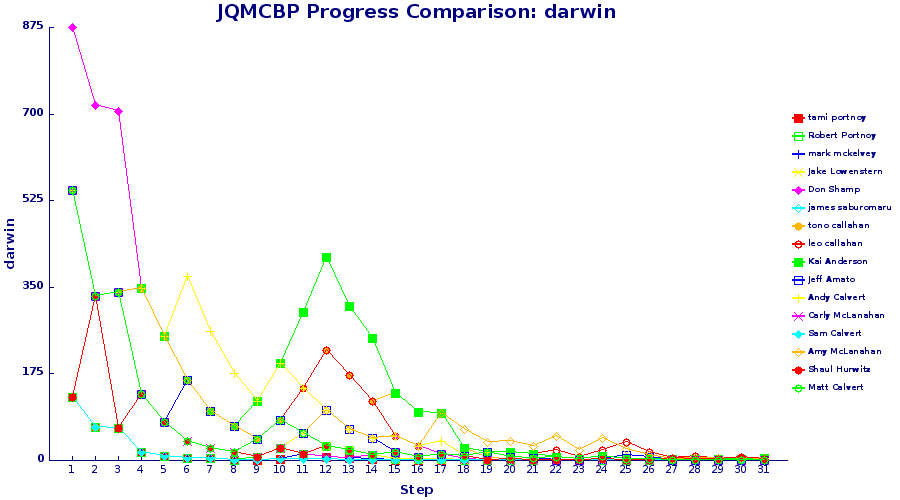 JQMCBP Progress Comparison: darwin
875
700
525
350
175
0
darwin
1 2 3 4 5 6 7 8 9 10 11 12 13 14 15 16 17 18 19 20 21 22 23 24 25 26 27 28 29 30 31
Step
tami portnoy
Robert Portnoy
mark mckelvey
Jake Lowenstern
Don Shamp
james saburomaru
tono callahan
leo callahan
Kai Anderson
Jeff Amato
Andy Calvert
Carly McLanahan
Sam Calvert
Amy McLanahan
Shaul Hurwitz
Matt Calvert